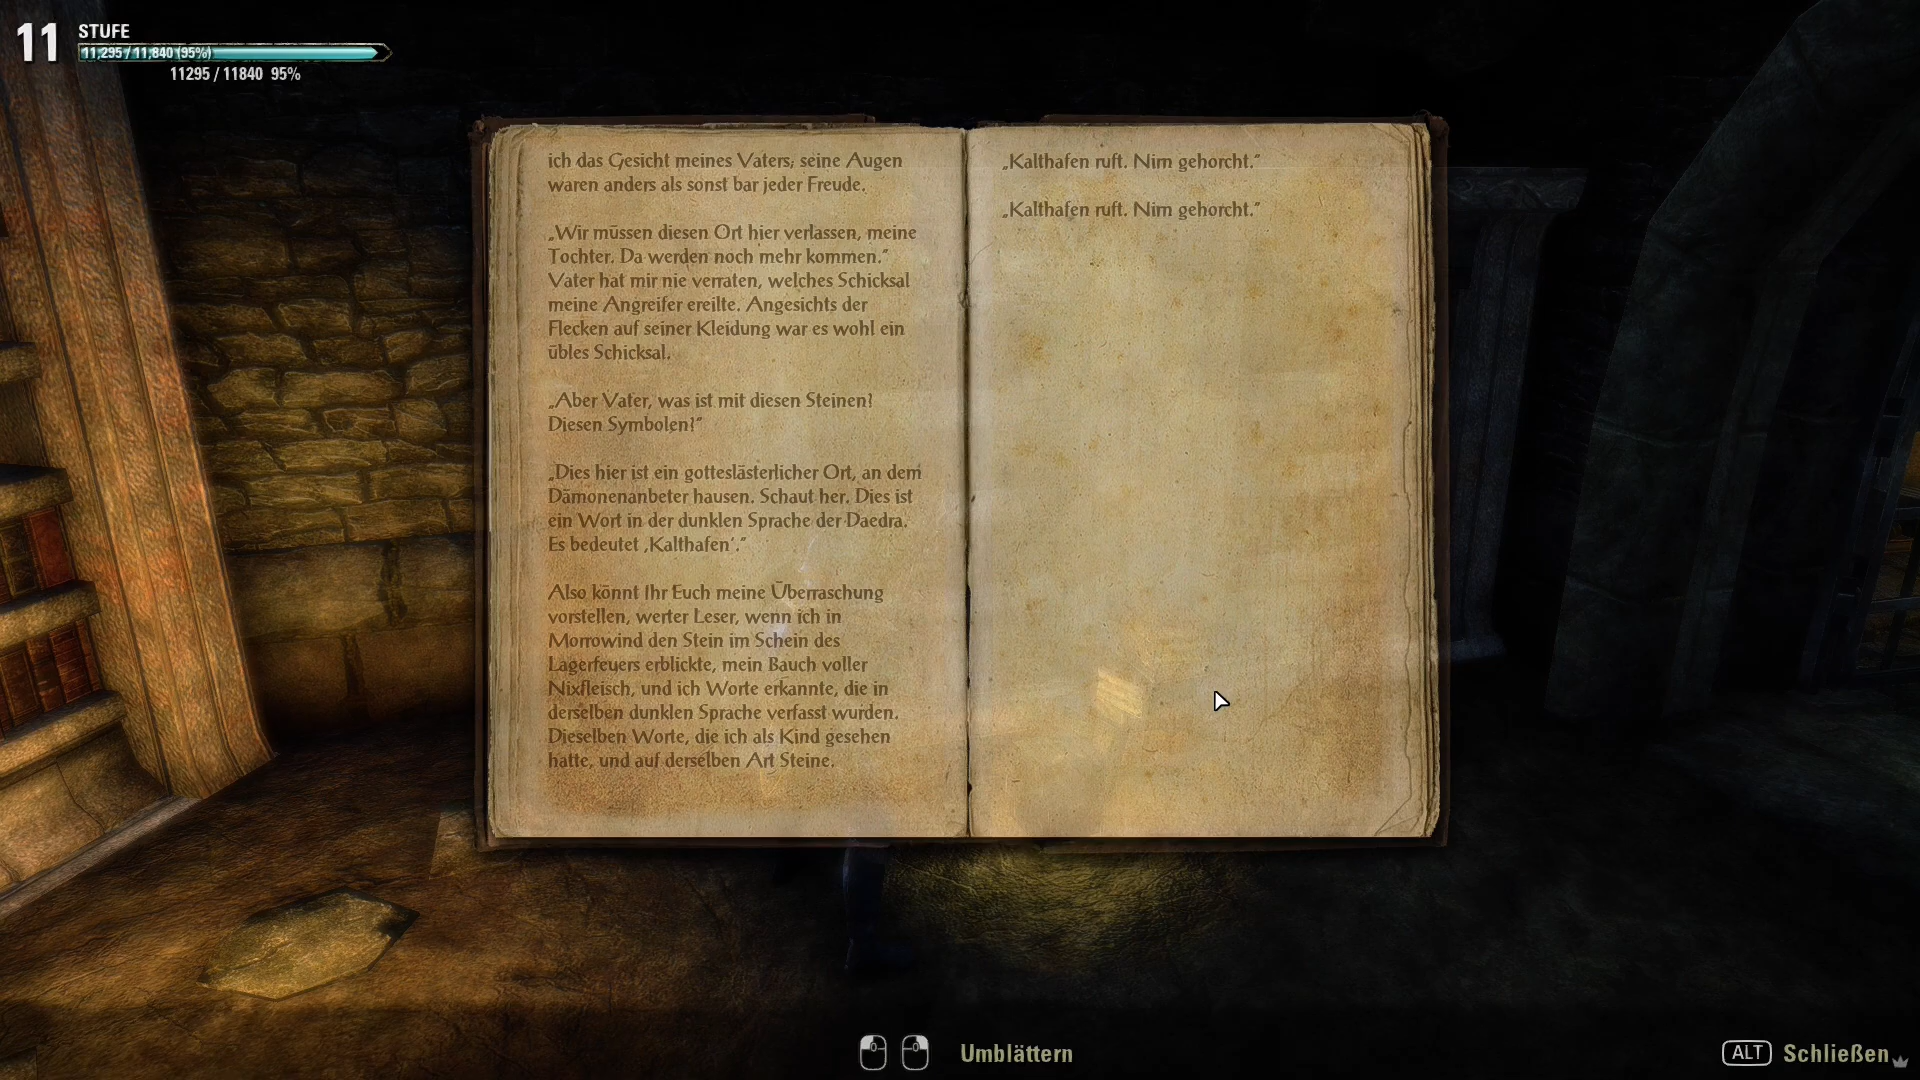 11 STUFE
11,295 / 11,840 (95%)
11295 / 11840 95%
ich das Gesicht meines Vaters; seine Augen
waren anders als sonst bar jeder Freude.
„Wir müssen diesen Ort hier verlassen, meine
Tochter. Da werden noch mehr kommen.“
Vater hat mir nie verraten, welches Schicksal
meine Angreifer ereilte. Angesichts der
Flecken auf seiner Kleidung war es wohl ein
übles Schicksal.
„Aber Vater, was ist mit diesen Steinen?
Diesen Symbolen?“
„Dies hier ist ein gotteslästerlicher Ort, an dem
Dämonenanbeter hausen. Schaut her. Dies ist
ein Wort in der dunklen Sprache der Daedra.
Es bedeutet ‚Kalthafen‘.“
Also könnt Ihr Euch meine Überraschung
vorstellen, werter Leser, wenn ich in
Morrowind den Stein im Schein des
Lagerfeuers erblickte, mein Bauch voller
Nixfleisch, und ich Worte erkannte, die in
derselben dunklen Sprache verfasst wurden.
Dieselben Worte, die ich als Kind gesehen
hatte, und auf derselben Art Steine.
„Kalthafen ruft. Nirn gehorcht.“
„Kalthafen ruft. Nirn gehorcht.“
Umblättern
ALT Schließen